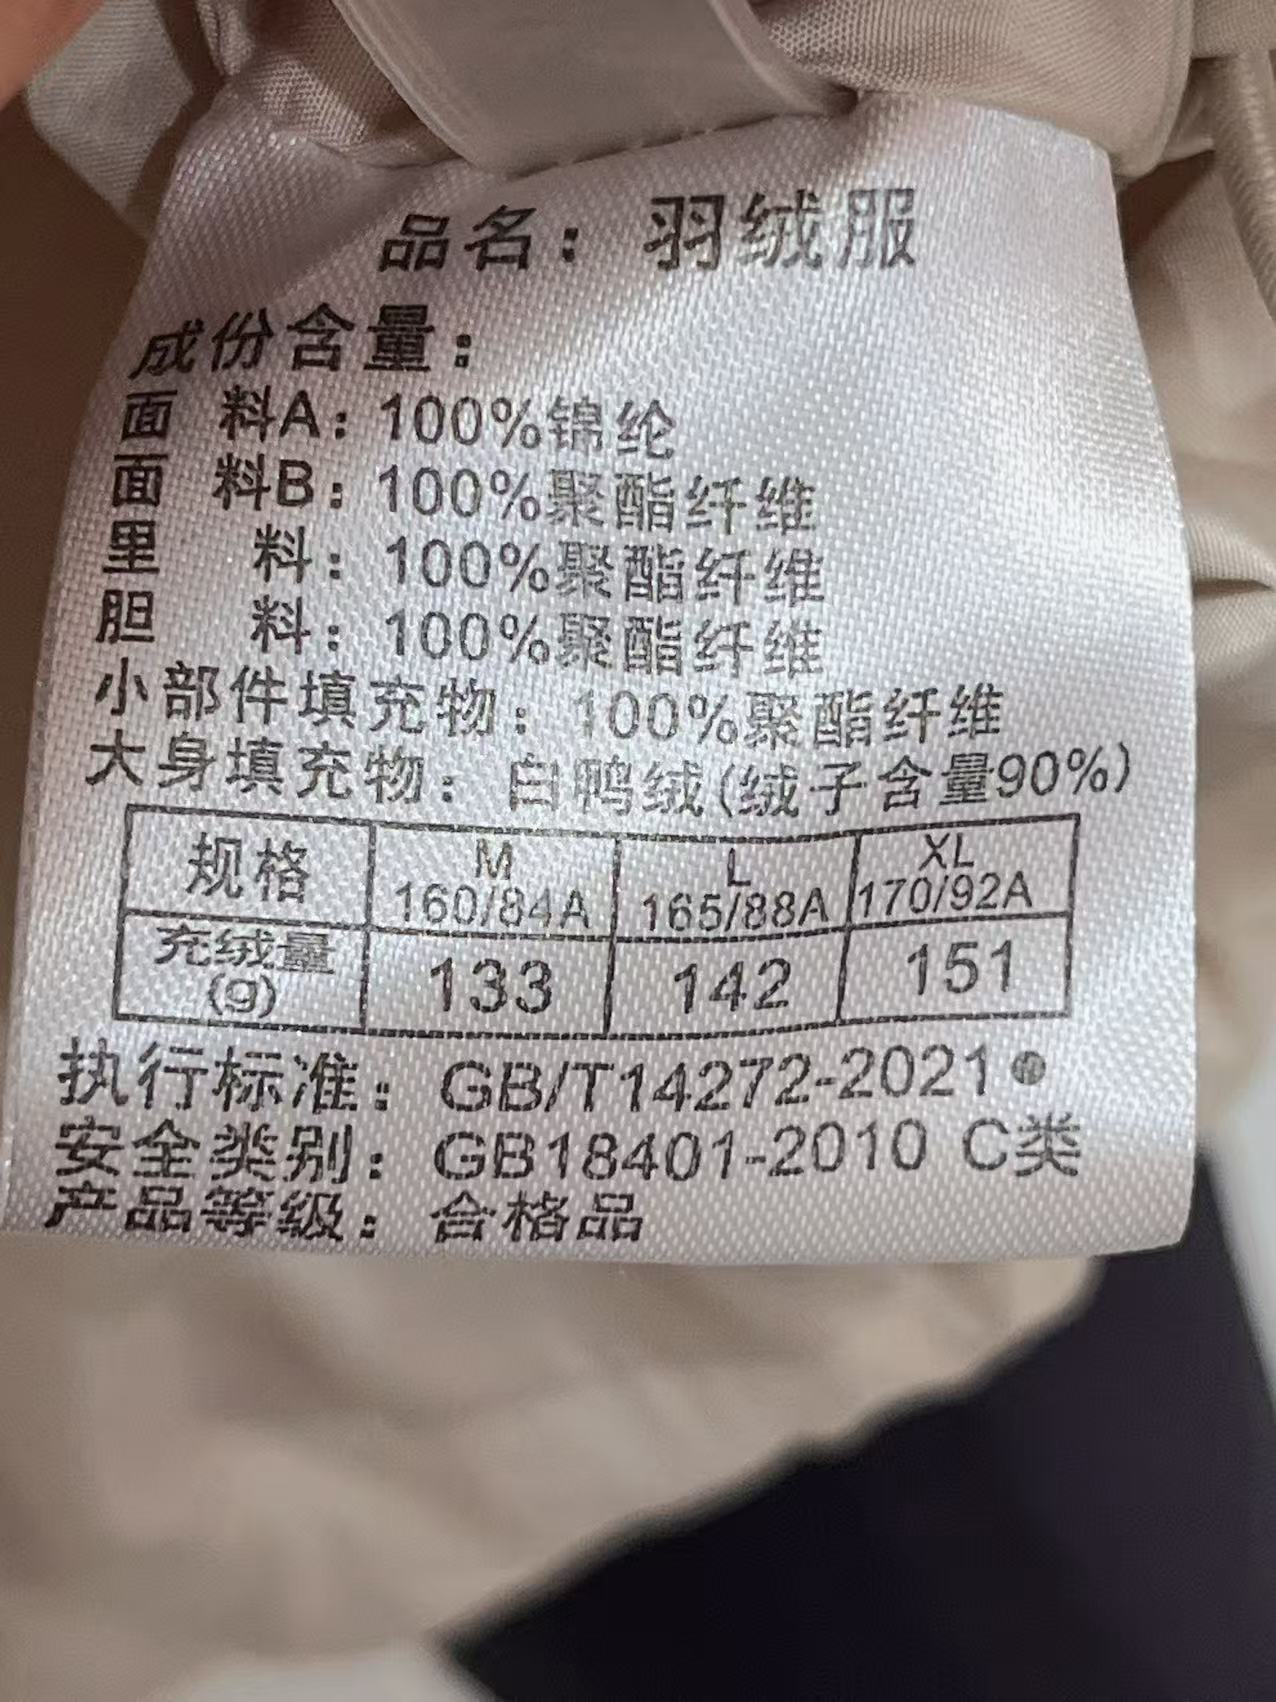 品名：羽绒服
成份含量：
面 料A：100%锦纶
面 料B：100%聚酯纤维
里 料：100%聚酯纤维
胆 料：100%聚酯纤维
小部件填充物：100%聚酯纤维
大身填充物：白鸭绒(绒子含量90%)
规格 M 160/84A L 165/88A XL 170/92A
充绒量(g) 133 142 151
执行标准：GB/T14272-2021
安全类别：GB18401-2010 C类
产品等级：合格品